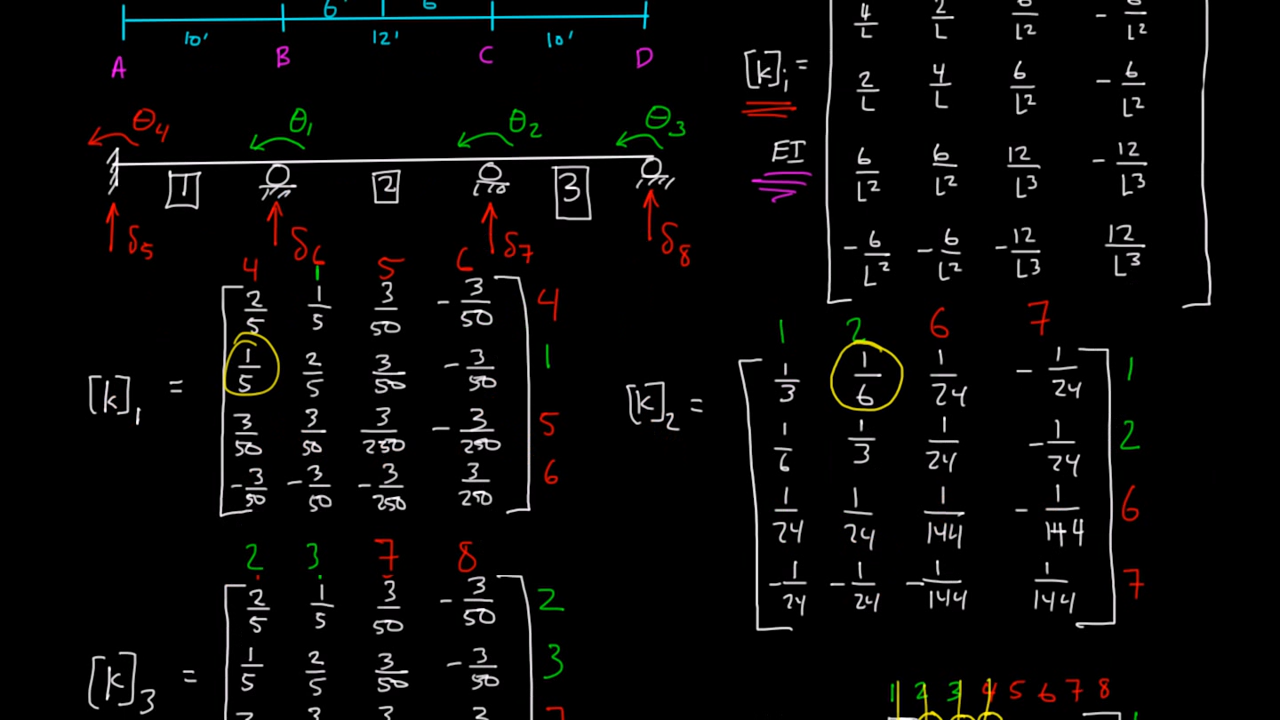 6' 6'
10' 12' 10'
A B C D
θ4 θ1 θ2 θ3
1 2 3
δ5 δ6 δ7 δ8
4 1 5 6
[k]1 =
2/5 1/5 3/50 -3/50 4
1/5 2/5 3/50 -3/50 1
3/50 3/50 3/250 -3/250 5
-3/50 -3/50 -3/250 3/250 6
2 3 7 8
[k]3 =
2/5 1/5 3/50 -3/50 2
1/5 2/5 3/50 -3/50 3
[k]i =
EI
4/L 2/L 6/L² -6/L²
2/L 4/L 6/L² -6/L²
6/L² 6/L² 12/L³ -12/L³
-6/L² -6/L² -12/L³ 12/L³
1 2 6 7
[k]2 =
1/3 1/6 1/24 -1/24 1
1/6 1/3 1/24 -1/24 2
1/24 1/24 1/144 -1/144 6
-1/24 -1/24 -1/144 1/144 7
1 2 3 4 5 6 7 8